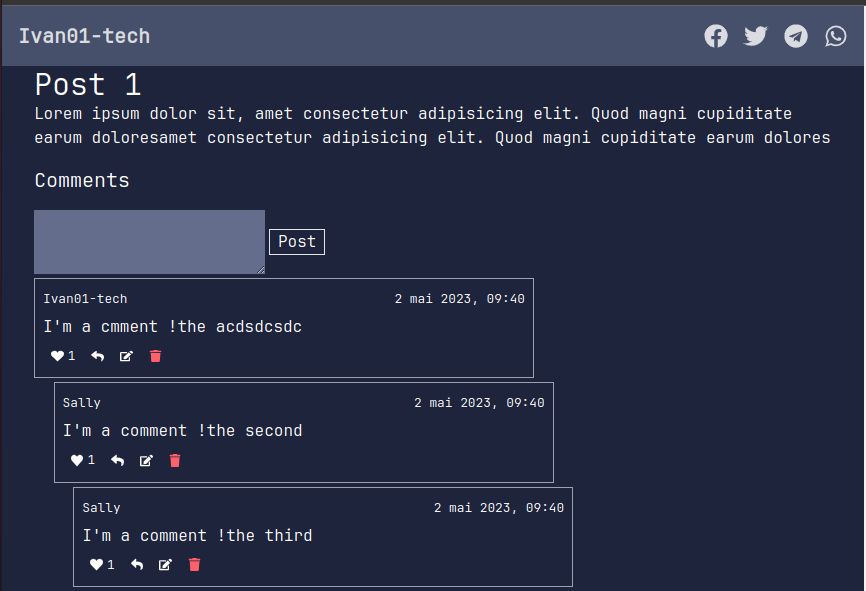 Ivan01-tech
Post 1
Lorem ipsum dolor sit, amet consectetur adipisicing elit. Quod magni cupiditate
earum doloresamet consectetur adipisicing elit. Quod magni cupiditate earum dolores
Comments
Post
Ivan01-tech 2 mai 2023, 09:40
I'm a cmment !the acdsdcsdc
1
Sally 2 mai 2023, 09:40
I'm a comment !the second
1
Sally 2 mai 2023, 09:40
I'm a comment !the third
1